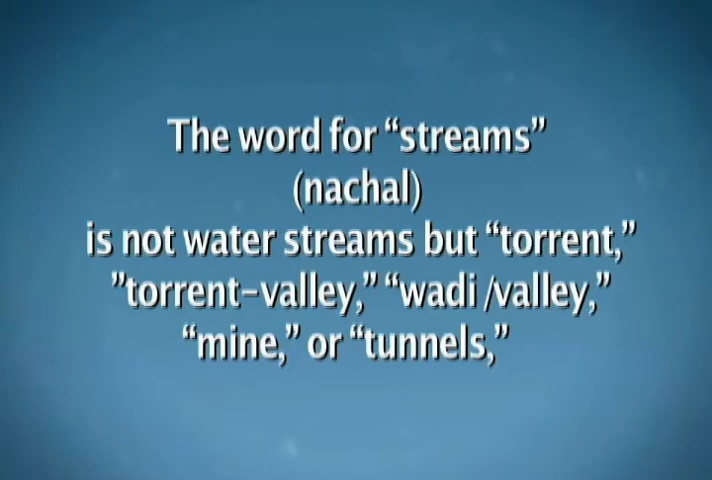 The word for “streams”
(nachal)
is not water streams but “torrent,”
”torrent-valley,” “wadi /valley,”
“mine,” or “tunnels,”